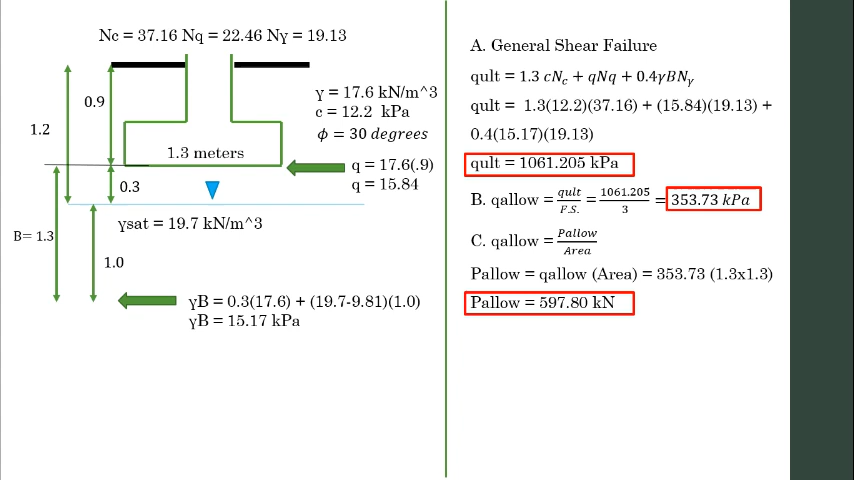 Nc = 37.16 Nq = 22.46 Nγ = 19.13
0.9
1.2
γ = 17.6 kN/m^3
c = 12.2 kPa
ϕ = 30 degrees
1.3 meters
q = 17.6(.9)
q = 15.84
0.3
γsat = 19.7 kN/m^3
B= 1.3
1.0
γB = 0.3(17.6) + (19.7-9.81)(1.0)
γB = 15.17 kPa
A. General Shear Failure
qult = 1.3 cN_c + qNq + 0.4γBN_γ
qult = 1.3(12.2)(37.16) + (15.84)(19.13) +
0.4(15.17)(19.13)
qult = 1061.205 kPa
B. qallow = qult/F.S. = 1061.205/3 = 353.73 kPa
C. qallow = Pallow/Area
Pallow = qallow (Area) = 353.73 (1.3x1.3)
Pallow = 597.80 kN